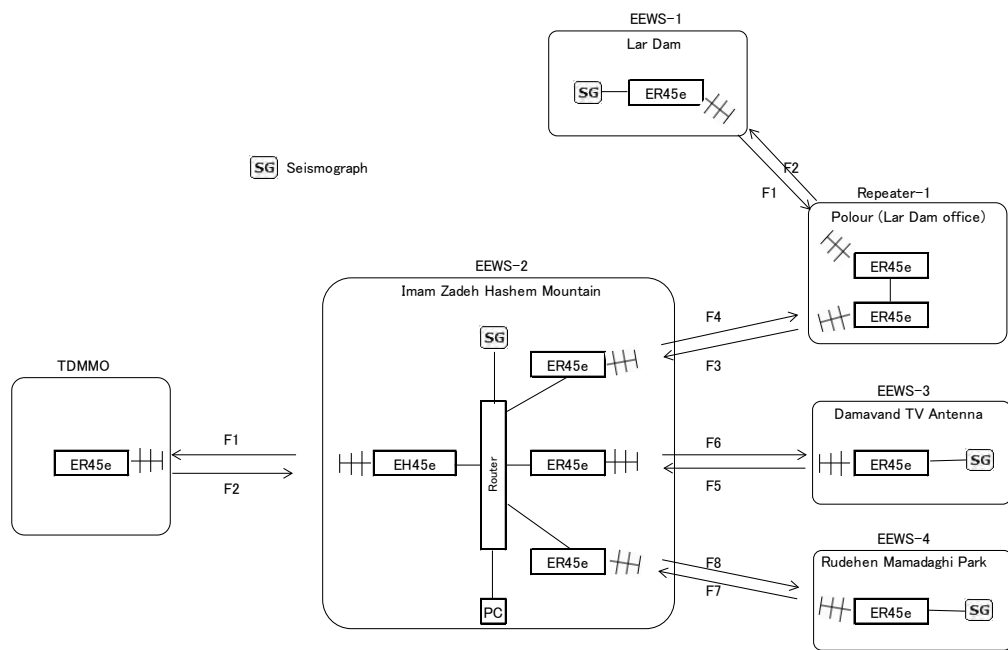 EEWS-1
Lar Dam
SG
ER45e
SG Seismograph
F2
F1
Repeater-1
Polour (Lar Dam office)
ER45e
ER45e
EEWS-2
Imam Zadeh Hashem Mountain
SG
ER45e
F4
F3
TDMMO
ER45e
F1
F2
EH45e
Router
ER45e
F6
F5
EEWS-3
Damavand TV Antenna
ER45e
SG
ER45e
PC
F8
F7
EEWS-4
Rudehen Mamadaghi Park
ER45e
SG